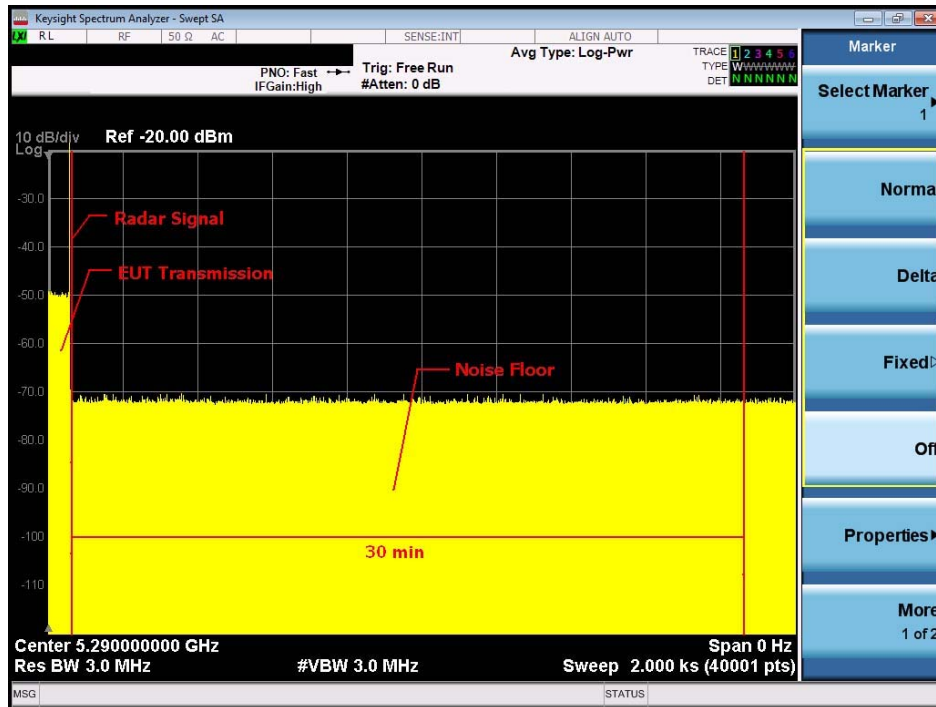 Keysight Spectrum Analyzer - Swept SA
LXI RL RF 50 Ω AC SENSE:INT ALIGN AUTO
Avg Type: Log-Pwr
TRACE 1 2 3 4 5 6
TYPE WWWWWW
DET N N N N N N
PNO: Fast
IFGain:High
Trig: Free Run
#Atten: 0 dB
10 dB/div Ref -20.00 dBm
Log
-30.0
Radar Signal
-40.0
EUT Transmission
-50.0
-60.0
Noise Floor
-70.0
-80.0
-90.0
-100
30 min
-110
Center 5.290000000 GHz Span 0 Hz
Res BW 3.0 MHz #VBW 3.0 MHz Sweep 2.000 ks (40001 pts)
MSG STATUS
Marker
Select Marker
1
Norma
Delta
Fixed
Off
Properties
More
1 of 2